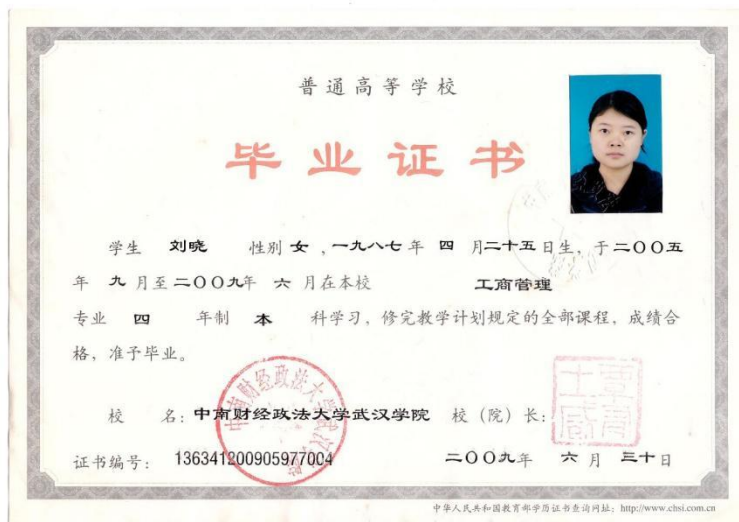 普通高等学校
毕业证书
学生 刘晓 性别 女 ，一九八七 年 四 月二十五日生，于二〇〇五
年 九 月至 二〇〇九年 六 月在本校 工商管理
专业 四 年制 本 科学习，修完教学计划规定的全部课程，成绩合
格，准予毕业。
校 名：中南财经政法大学武汉学院 校（院）长：
证书编号：136341200905977004 二〇〇九年 六 月 三十日
中华人民共和国教育部学历证书查询网址：http://www.chsi.com.cn